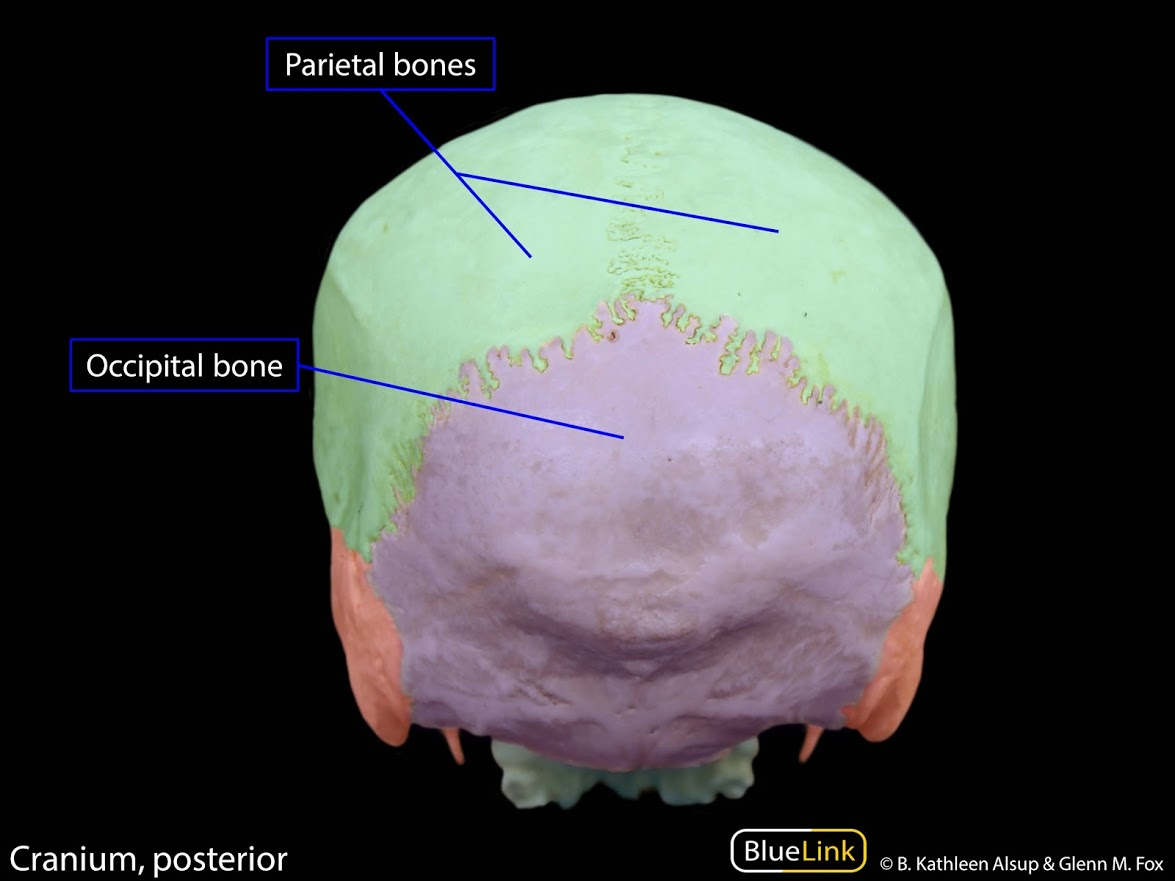 Parietal bones
Occipital bone
Cranium, posterior
BlueLink
© B. Kathleen Alsup & Glenn M. Fox